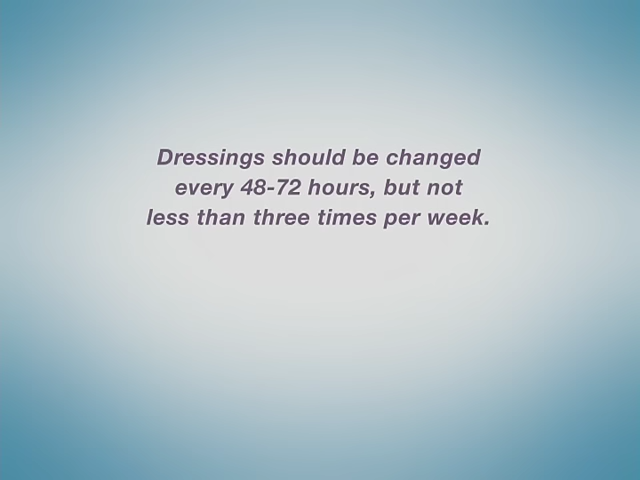 Dressings should be changed
every 48-72 hours, but not
less than three times per week.